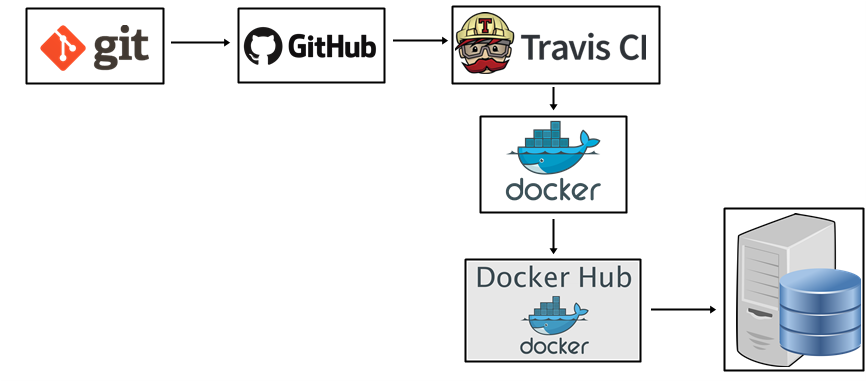 git
GitHub
T
Travis CI
docker
Docker Hub
docker